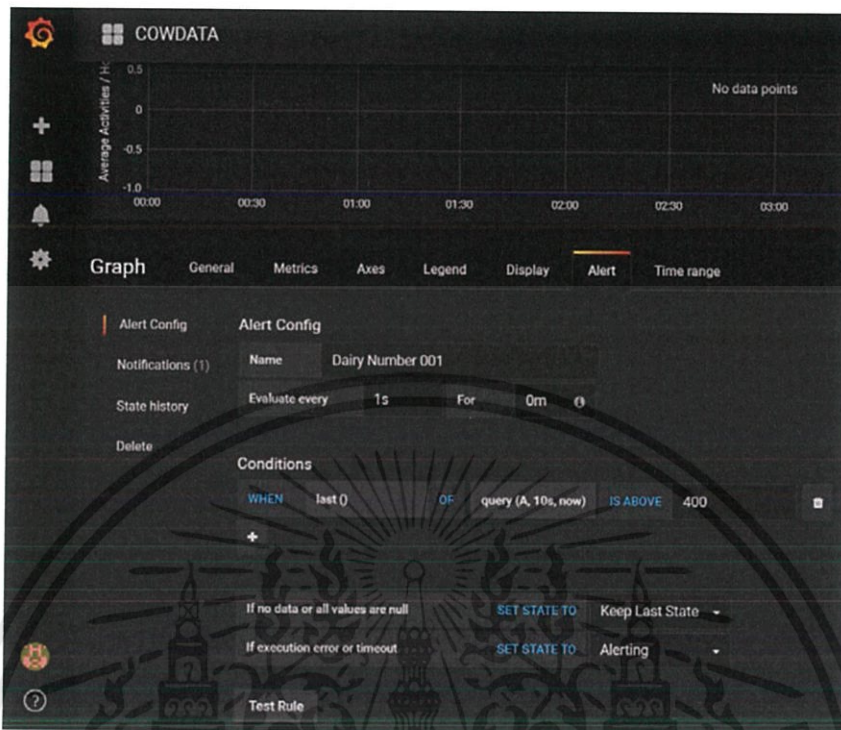 COWDATA
Average Activities / Ho
0.5
No data points
0
-0.5
-1.0
00:00 00:30 01:00 01:30 02:00 02:30 03:00
Graph General Metrics Axes Legend Display Alert Time range
Alert Config
Notifications (1)
State history
Delete
Alert Config
Name Dairy Number 001
Evaluate every 1s For 0m
Conditions
WHEN last () OF query (A, 10s, now) IS ABOVE 400
If no data or all values are null SET STATE TO Keep Last State
If execution error or timeout SET STATE TO Alerting
Test Rule